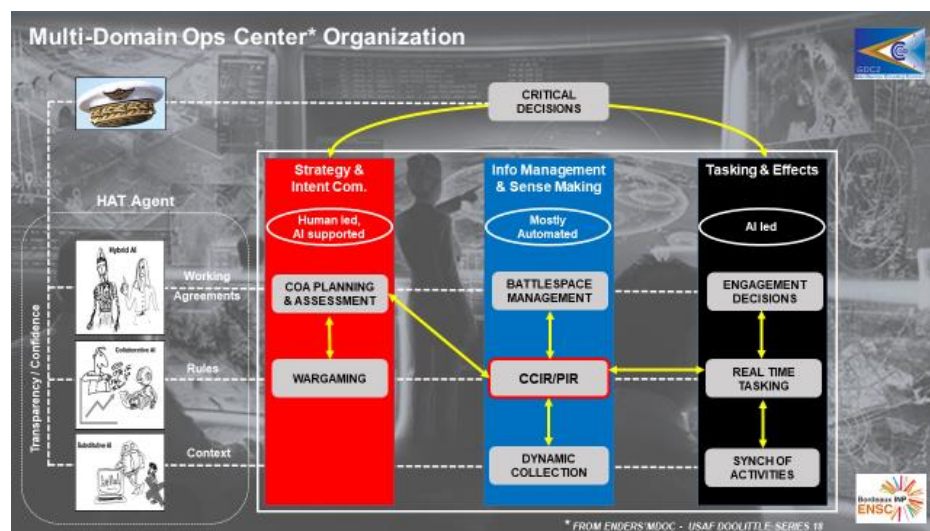 Multi-Domain Ops Center* Organization
GDC2
CRITICAL
DECISIONS
Strategy &
Intent Com.
Info Management
& Sense Making
Tasking & Effects
HAT Agent
Human led,
AI supported
Mostly
Automated
AI led
Hybrid AI
Working
Agreements
COA PLANNING
& ASSESSMENT
BATTLESPACE
MANAGEMENT
ENGAGEMENT
DECISIONS
Transparency / Confidence
Collaborative AI
Rules
WARGAMING
CCIR/PIR
REAL TIME
TASKING
Substitutive AI
Context
DYNAMIC
COLLECTION
SYNCH OF
ACTIVITIES
Bordeaux INP
ENSC
* FROM ENDERS'MDOC - USAF DOOLITTLE-SERIES 18